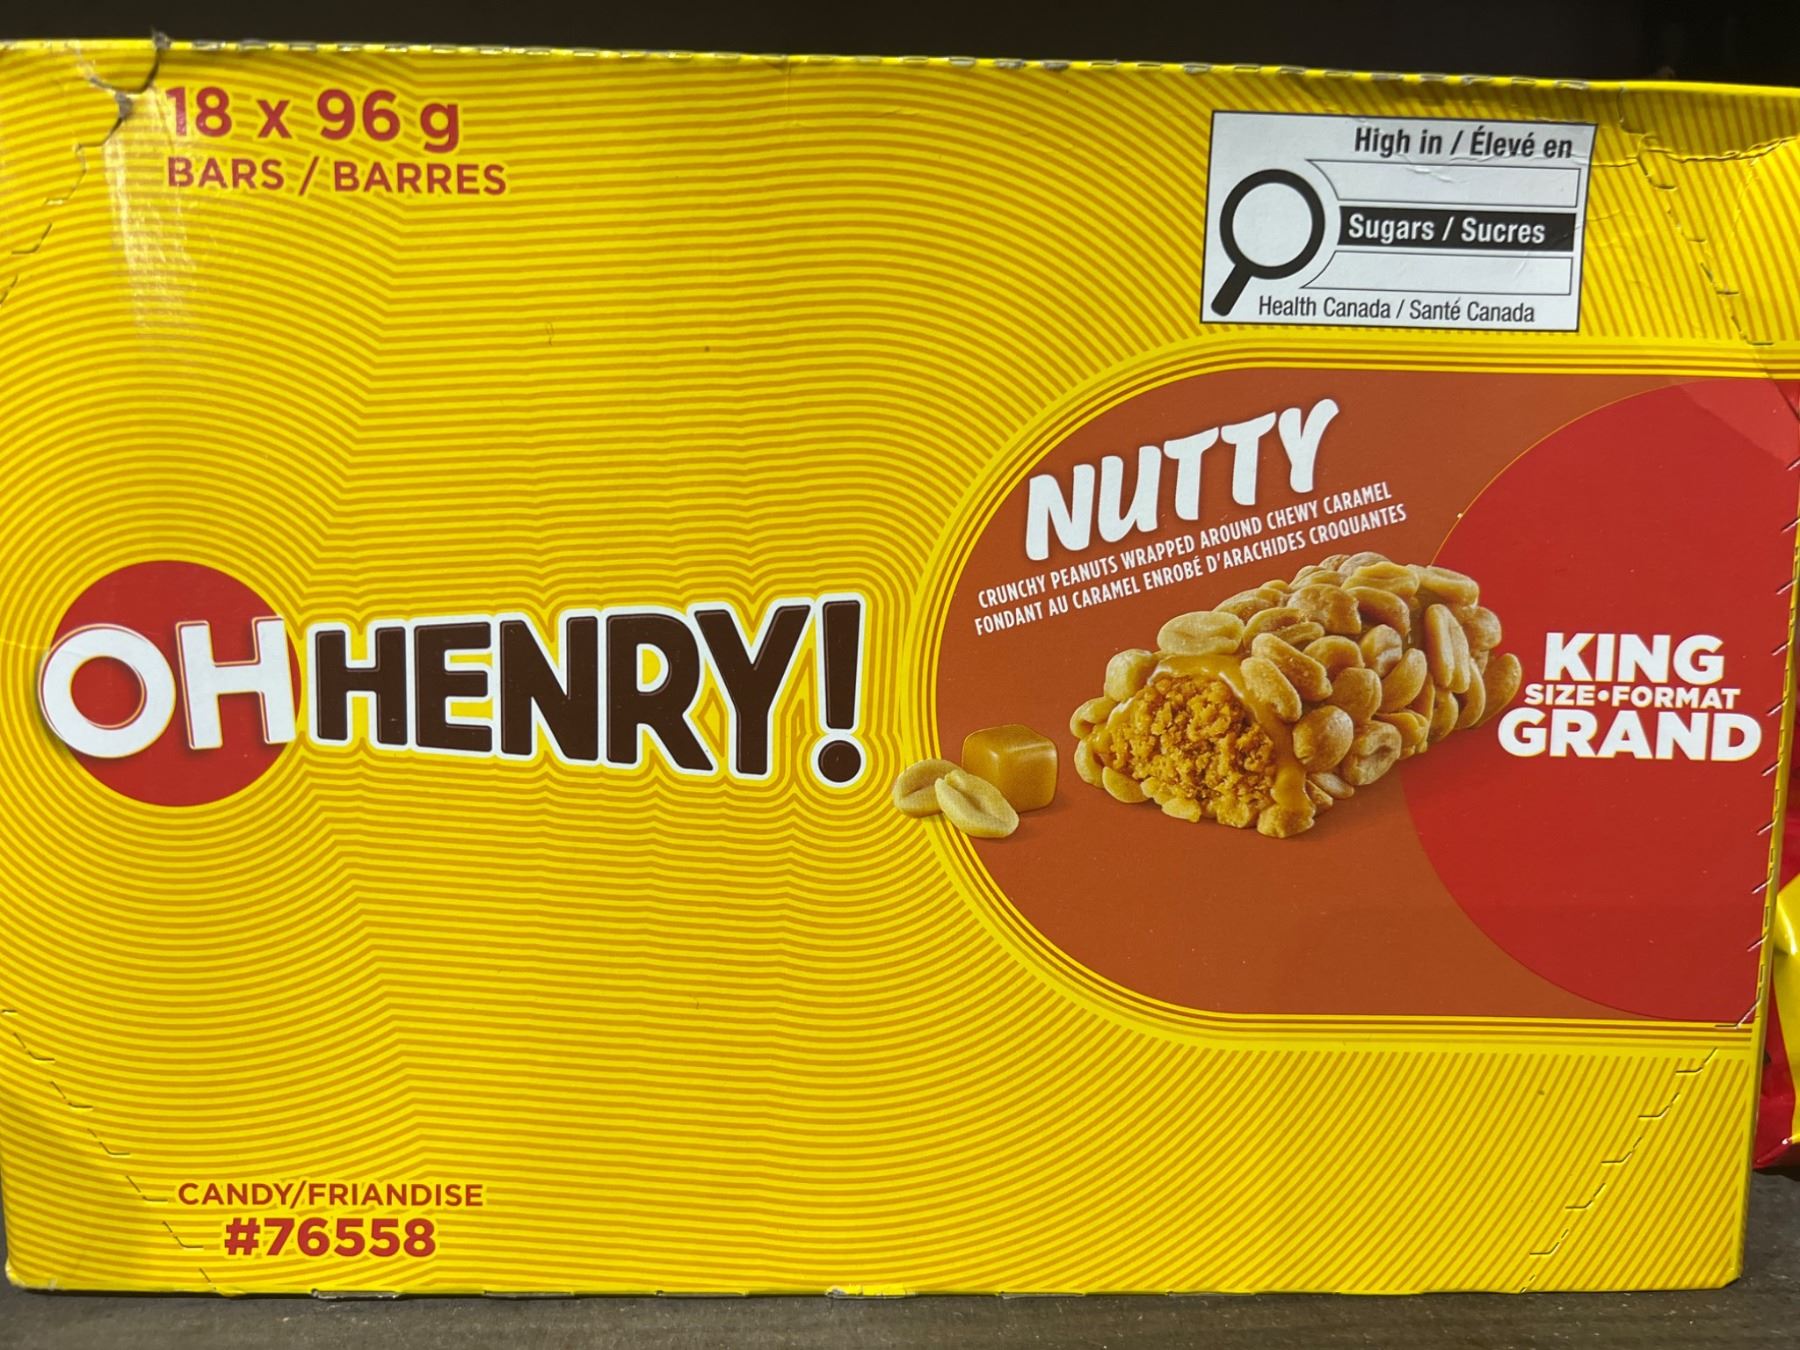 18 x 96 g
BARS / BARRES
High in / Élevé en
Sugars / Sucres
Health Canada / Santé Canada
NUTTY
CRUNCHY PEANUTS WRAPPED AROUND CHEWY CARAMEL
FONDANT AU CARAMEL ENROBÉ D'ARACHIDES CROQUANTES
OH HENRY!
KING
SIZE•FORMAT
GRAND
CANDY/FRIANDISE
#76558